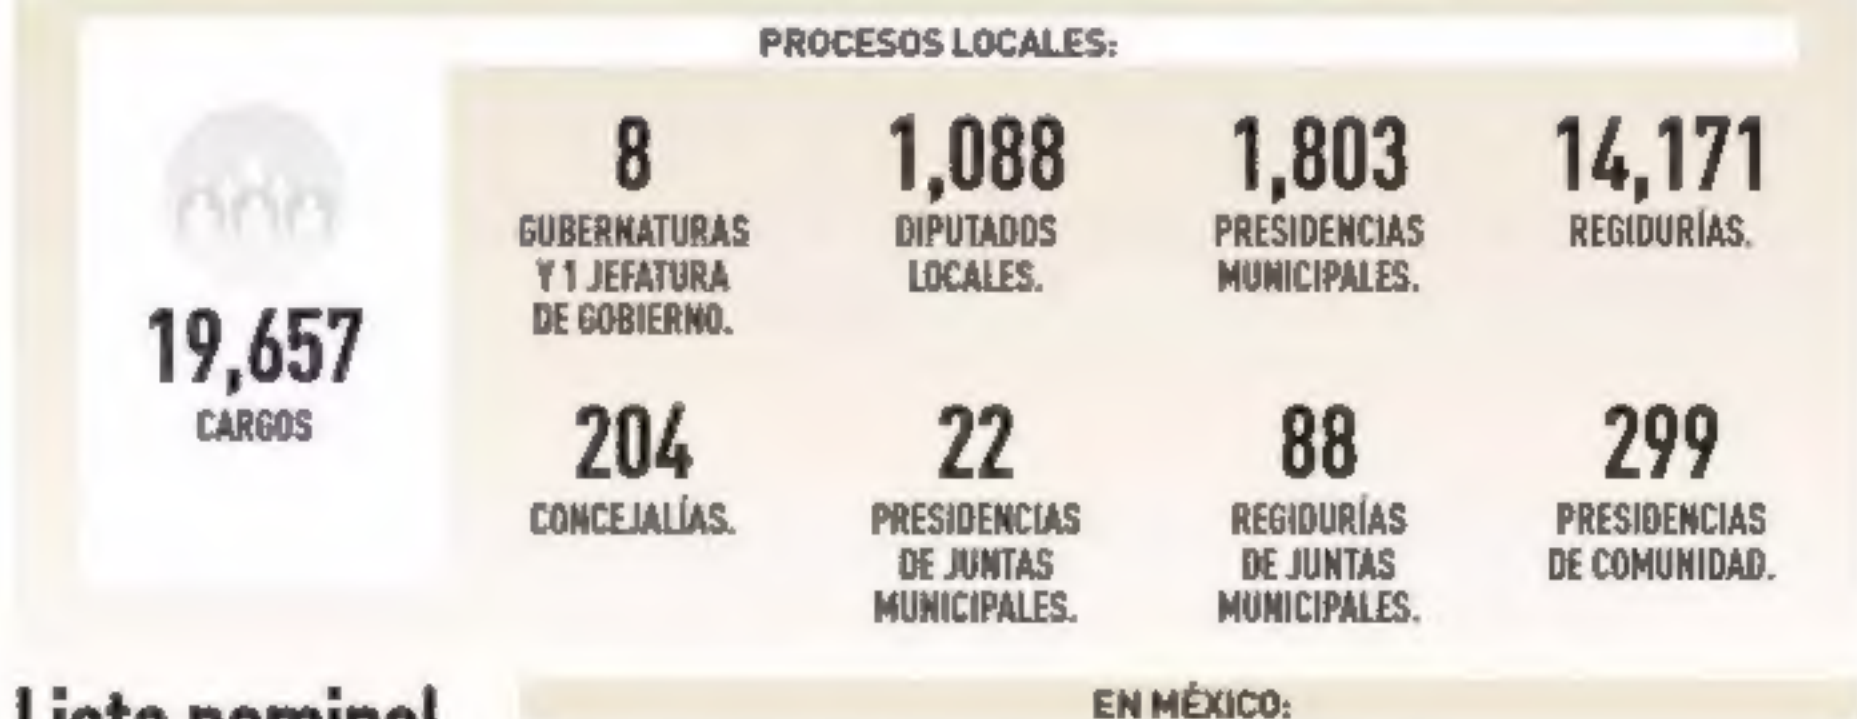 PROCESOS LOCALES:
19,657
CARGOS
8
GUBERNATURAS
Y 1 JEFATURA
DE GOBIERNO.
1,088
DIPUTADOS
LOCALES.
1,803
PRESIDENCIAS
MUNICIPALES.
14,171
REGIDURÍAS.
204
CONCEJALÍAS.
22
PRESIDENCIAS
DE JUNTAS
MUNICIPALES.
88
REGIDURÍAS
DE JUNTAS
MUNICIPALES.
299
PRESIDENCIAS
DE COMUNIDAD.
Lista nominal
EN MÉXICO: